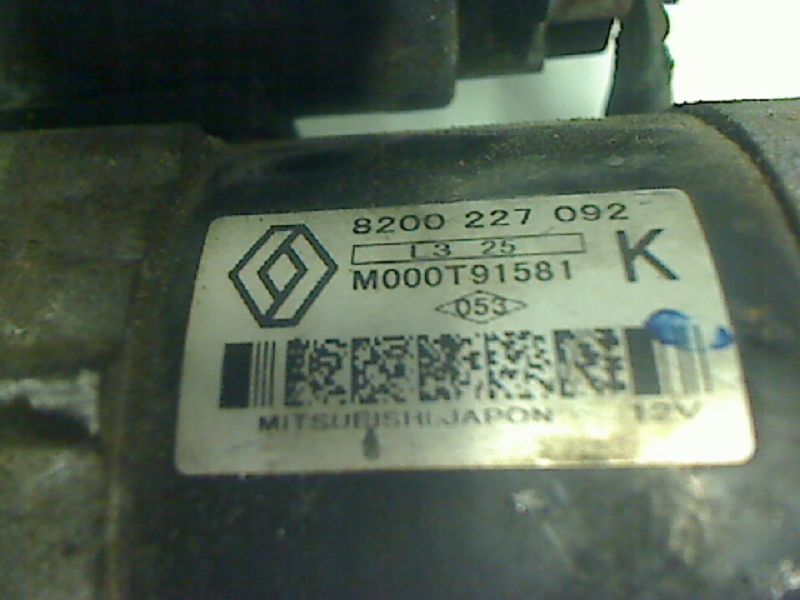 8200 227 092
L3 25
K
M000T91581
053
MITSUBISHI.JAPON
12V